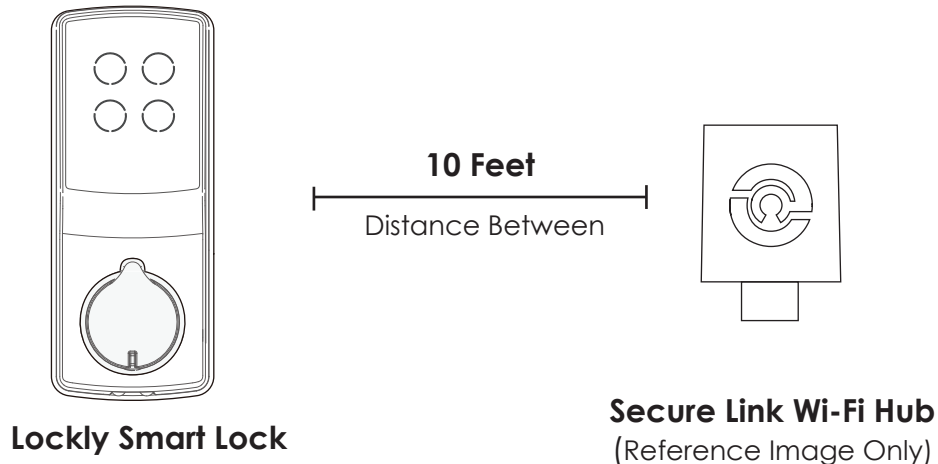 10 Feet
Distance Between
Lockly Smart Lock
Secure Link Wi-Fi Hub
(Reference Image Only)